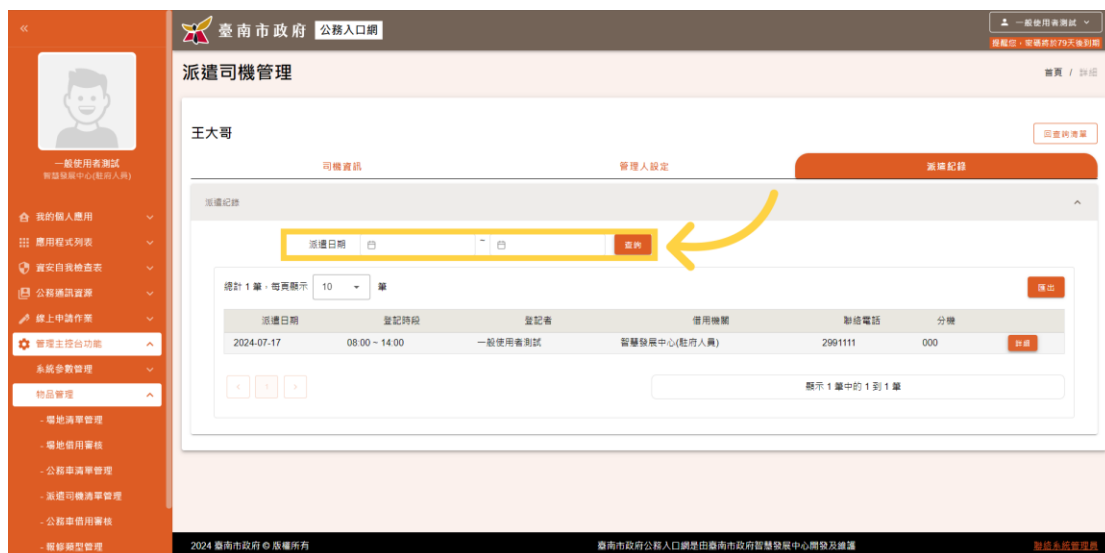 «
臺南市政府 公務入口網
一般使用者測試
提醒您，密碼將於79天後到期
派遣司機管理
首頁 / 詳細
王大哥
回查詢清單
司機資訊
管理人設定
派遣紀錄
派遣紀錄
派遣日期 ~ 查詢
總計 1 筆，每頁顯示 10 筆
匯出
派遣日期 登記時段 登記者 借用機關 聯絡電話 分機
2024-07-17 08:00 ~ 14:00 一般使用者測試 智慧發展中心(駐府人員) 2991111 000 詳細
< 1 >
顯示 1 筆中的 1 到 1 筆
一般使用者測試
智慧發展中心(駐府人員)
我的個人應用
應用程式列表
資安自我檢查表
公務通訊資源
線上申請作業
管理主控台功能
系統參數管理
物品管理
- 場地清單管理
- 場地借用審核
- 公務車清單管理
- 派遣司機清單管理
- 公務車借用審核
- 報修類型管理
2024 臺南市政府 © 版權所有
臺南市政府公務入口網是由臺南市政府智慧發展中心開發及維護
聯絡系統管理員